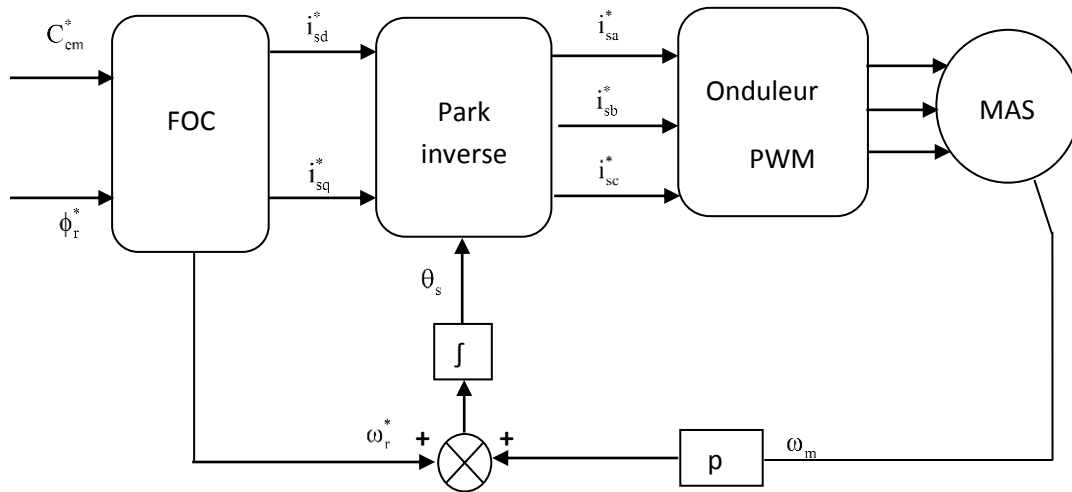 C*em
i*sd
i*sa
FOC
Park
inverse
Onduleur
PWM
MAS
i*sb
i*sq
i*sc
ϕ*r
θs
∫
ω*r
+
+
p
ωm